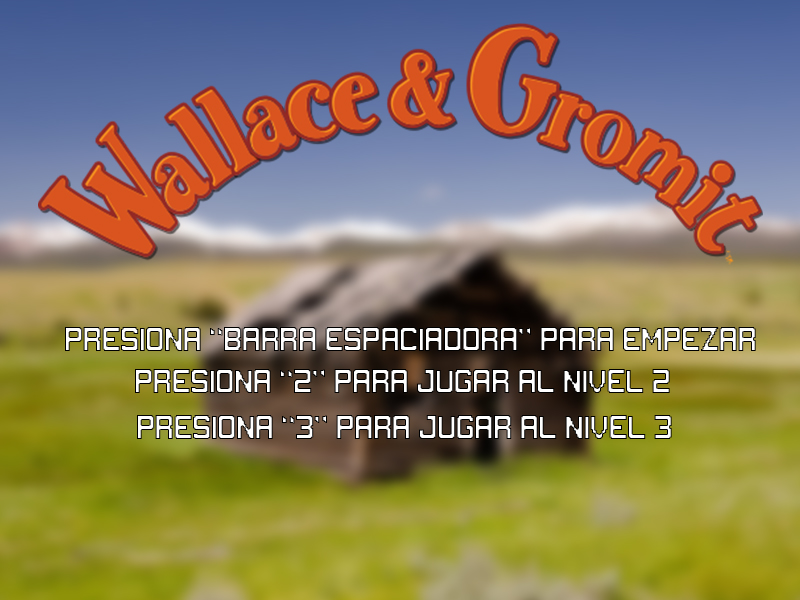 Wallace & Gromit
PRESIONA "BARRA ESPACIADORA" PARA EMPEZAR
PRESIONA "2" PARA JUGAR AL NIVEL 2
PRESIONA "3" PARA JUGAR AL NIVEL 3